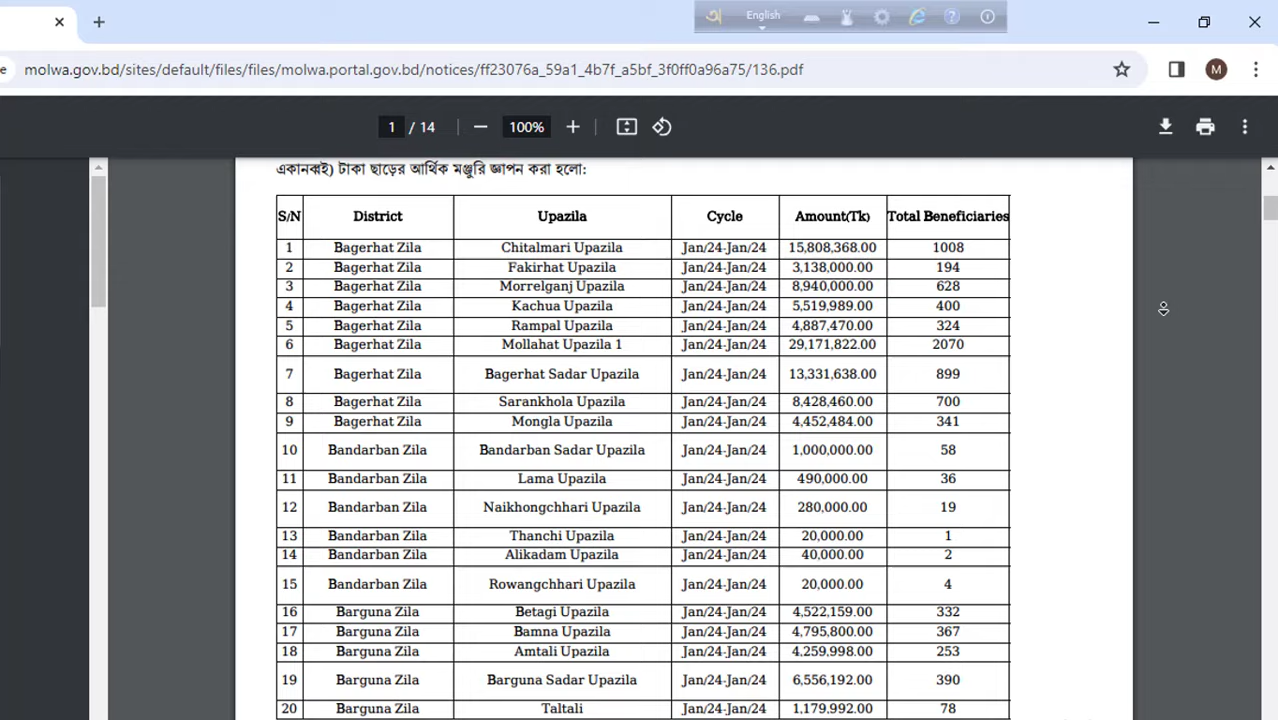 English
e molwa.gov.bd/sites/default/files/files/molwa.portal.gov.bd/notices/ff23076a_59a1_4b7f_a5bf_3f0ff0a96a75/136.pdf
M
1 / 14 100%
একানব্বই) টাকা ছাড়ের আর্থিক মঞ্জুরি জ্ঞাপন করা হলো:
S/N District Upazila Cycle Amount(Tk) Total Beneficiaries
1 Bagerhat Zila Chitalmari Upazila Jan/24-Jan/24 15,808,368.00 1008
2 Bagerhat Zila Fakirhat Upazila Jan/24-Jan/24 3,138,000.00 194
3 Bagerhat Zila Morrelganj Upazila Jan/24-Jan/24 8,940,000.00 628
4 Bagerhat Zila Kachua Upazila Jan/24-Jan/24 5,519,989.00 400
5 Bagerhat Zila Rampal Upazila Jan/24-Jan/24 4,887,470.00 324
6 Bagerhat Zila Mollahat Upazila 1 Jan/24-Jan/24 29,171,822.00 2070
7 Bagerhat Zila Bagerhat Sadar Upazila Jan/24-Jan/24 13,331,638.00 899
8 Bagerhat Zila Sarankhola Upazila Jan/24-Jan/24 8,428,460.00 700
9 Bagerhat Zila Mongla Upazila Jan/24-Jan/24 4,452,484.00 341
10 Bandarban Zila Bandarban Sadar Upazila Jan/24-Jan/24 1,000,000.00 58
11 Bandarban Zila Lama Upazila Jan/24-Jan/24 490,000.00 36
12 Bandarban Zila Naikhongchhari Upazila Jan/24-Jan/24 280,000.00 19
13 Bandarban Zila Thanchi Upazila Jan/24-Jan/24 20,000.00 1
14 Bandarban Zila Alikadam Upazila Jan/24-Jan/24 40,000.00 2
15 Bandarban Zila Rowangchhari Upazila Jan/24-Jan/24 20,000.00 4
16 Barguna Zila Betagi Upazila Jan/24-Jan/24 4,522,159.00 332
17 Barguna Zila Bamna Upazila Jan/24-Jan/24 4,795,800.00 367
18 Barguna Zila Amtali Upazila Jan/24-Jan/24 4,259,998.00 253
19 Barguna Zila Barguna Sadar Upazila Jan/24-Jan/24 6,556,192.00 390
20 Barguna Zila Taltali Jan/24-Jan/24 1,179,992.00 78